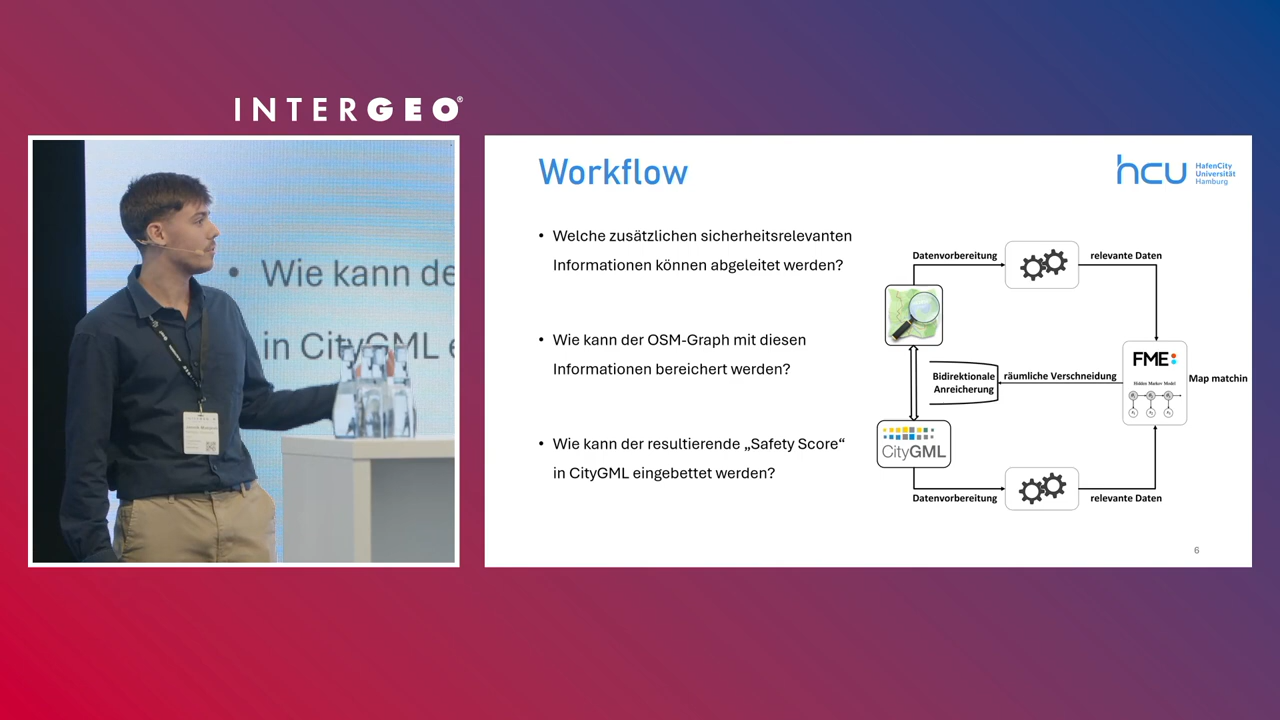 INTERGEO®
Wie kann de
in CityGML e
Workflow
hcu HafenCity
Universität
Hamburg
• Welche zusätzlichen sicherheitsrelevanten
Informationen können abgeleitet werden?
• Wie kann der OSM-Graph mit diesen
Informationen bereichert werden?
• Wie kann der resultierende „Safety Score“
in CityGML eingebettet werden?
Datenvorbereitung
relevante Daten
FME:
Hidden Markov Model
Map matchin
Bidirektionale
Anreicherung
räumliche Verschneidung
CityGML
Datenvorbereitung
relevante Daten
6